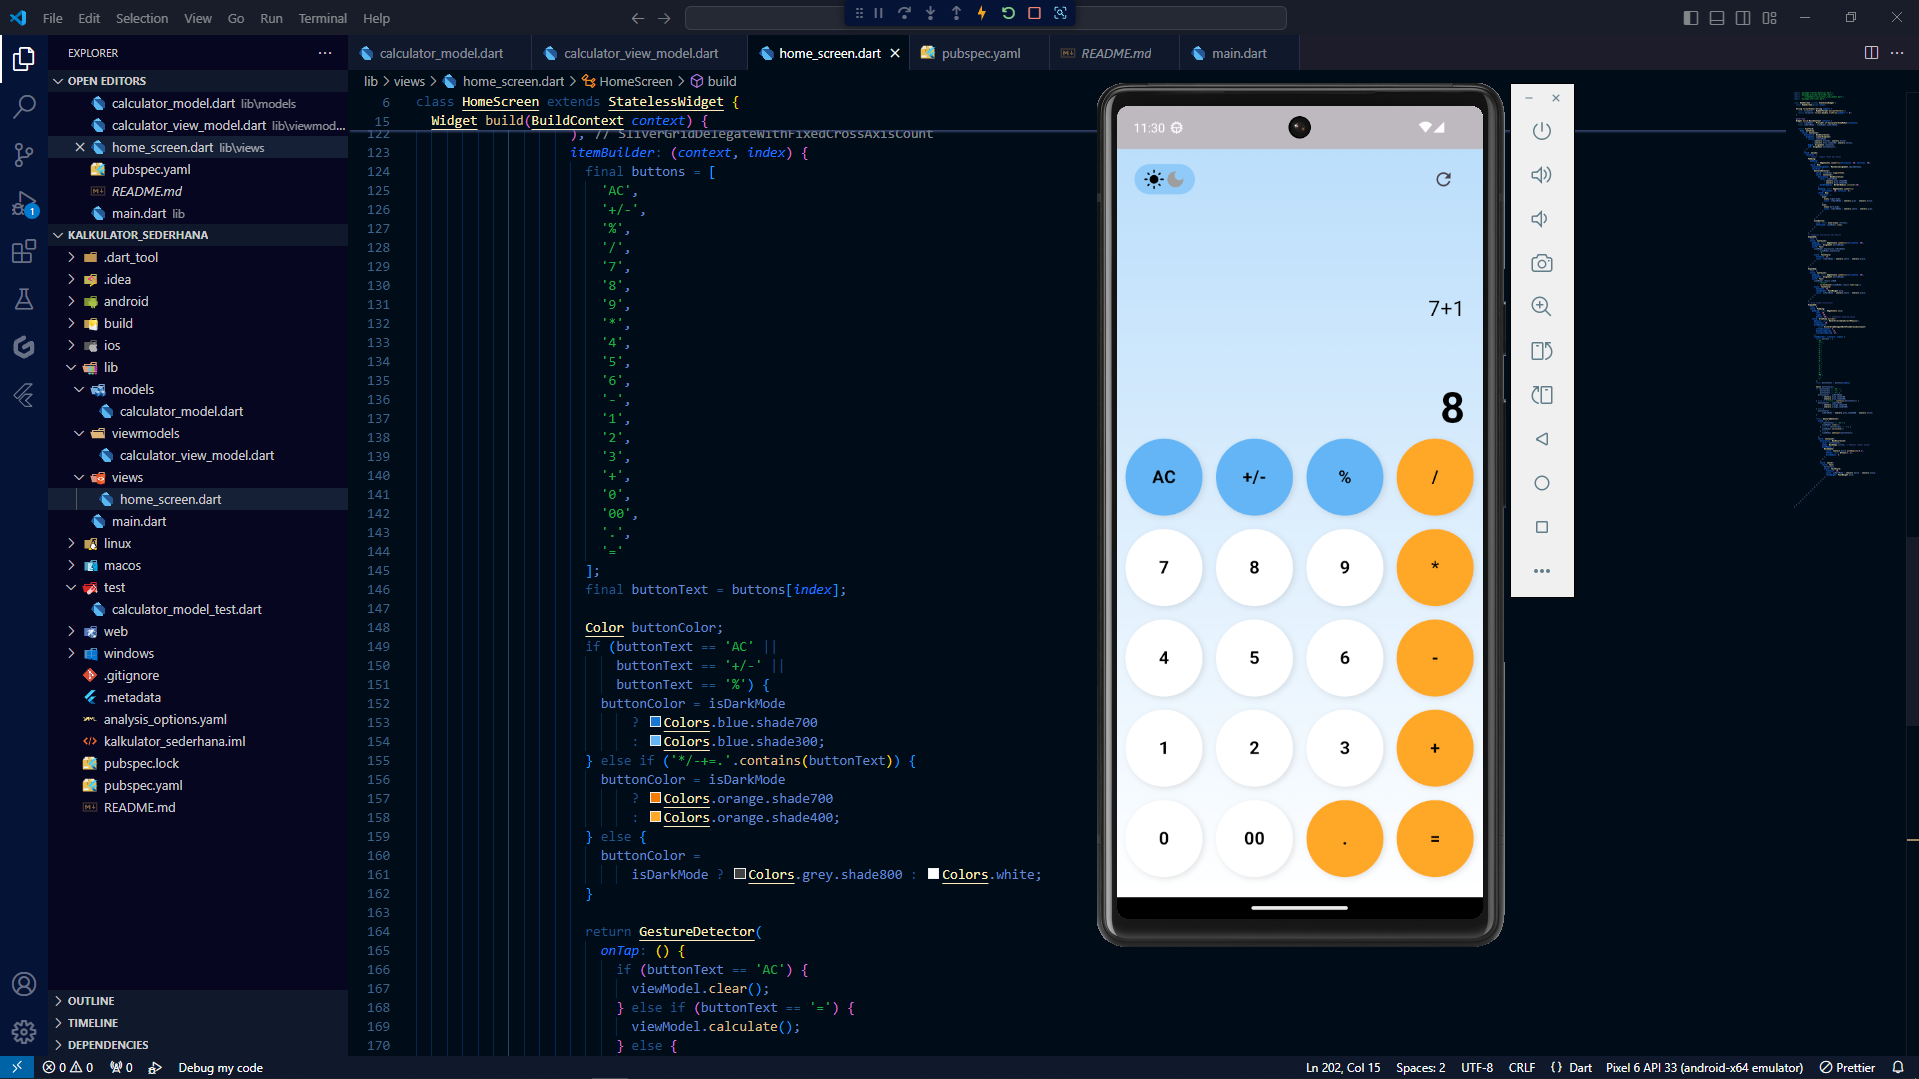 File Edit Selection View Go Run Terminal Help
EXPLORER
OPEN EDITORS
calculator_model.dart lib\models
calculator_view_model.dart lib\viewmod...
home_screen.dart lib\views
pubspec.yaml
README.md
main.dart lib
KALKULATOR_SEDERHANA
.dart_tool
.idea
android
build
ios
lib
models
calculator_model.dart
viewmodels
calculator_view_model.dart
views
home_screen.dart
main.dart
linux
macos
test
calculator_model_test.dart
web
windows
.gitignore
.metadata
analysis_options.yaml
kalkulator_sederhana.iml
pubspec.lock
pubspec.yaml
README.md
OUTLINE
TIMELINE
DEPENDENCIES
calculator_model.dart calculator_view_model.dart home_screen.dart pubspec.yaml README.md main.dart
lib > views > home_screen.dart > HomeScreen > build
6 class HomeScreen extends StatelessWidget {
15 Widget build(BuildContext context) {
122 ), // SliverGridDelegateWithFixedCrossAxisCount
123 itemBuilder: (context, index) {
124 final buttons = [
125 'AC',
126 '+/-',
127 '%',
128 '/',
129 '7',
130 '8',
131 '9',
132 '*',
133 '4',
134 '5',
135 '6',
136 '-',
137 '1',
138 '2',
139 '3',
140 '+',
141 '0',
142 '00',
143 '.',
144 '='
145 ];
146 final buttonText = buttons[index];
147
148 Color buttonColor;
149 if (buttonText == 'AC' ||
150 buttonText == '+/-' ||
151 buttonText == '%') {
152 buttonColor = isDarkMode
153 ? Colors.blue.shade700
154 : Colors.blue.shade300;
155 } else if ('*/-+=.'.contains(buttonText)) {
156 buttonColor = isDarkMode
157 ? Colors.orange.shade700
158 : Colors.orange.shade400;
159 } else {
160 buttonColor =
161 isDarkMode ? Colors.grey.shade800 : Colors.white;
162 }
163
164 return GestureDetector(
165 onTap: () {
166 if (buttonText == 'AC') {
167 viewModel.clear();
168 } else if (buttonText == '=') {
169 viewModel.calculate();
170 } else {
11:30
7+1
8
AC +/- % /
7 8 9 *
4 5 6 -
1 2 3 +
0 00 . =
1
0 0 0 Debug my code
Ln 202, Col 15 Spaces: 2 UTF-8 CRLF {} Dart Pixel 6 API 33 (android-x64 emulator) Prettier